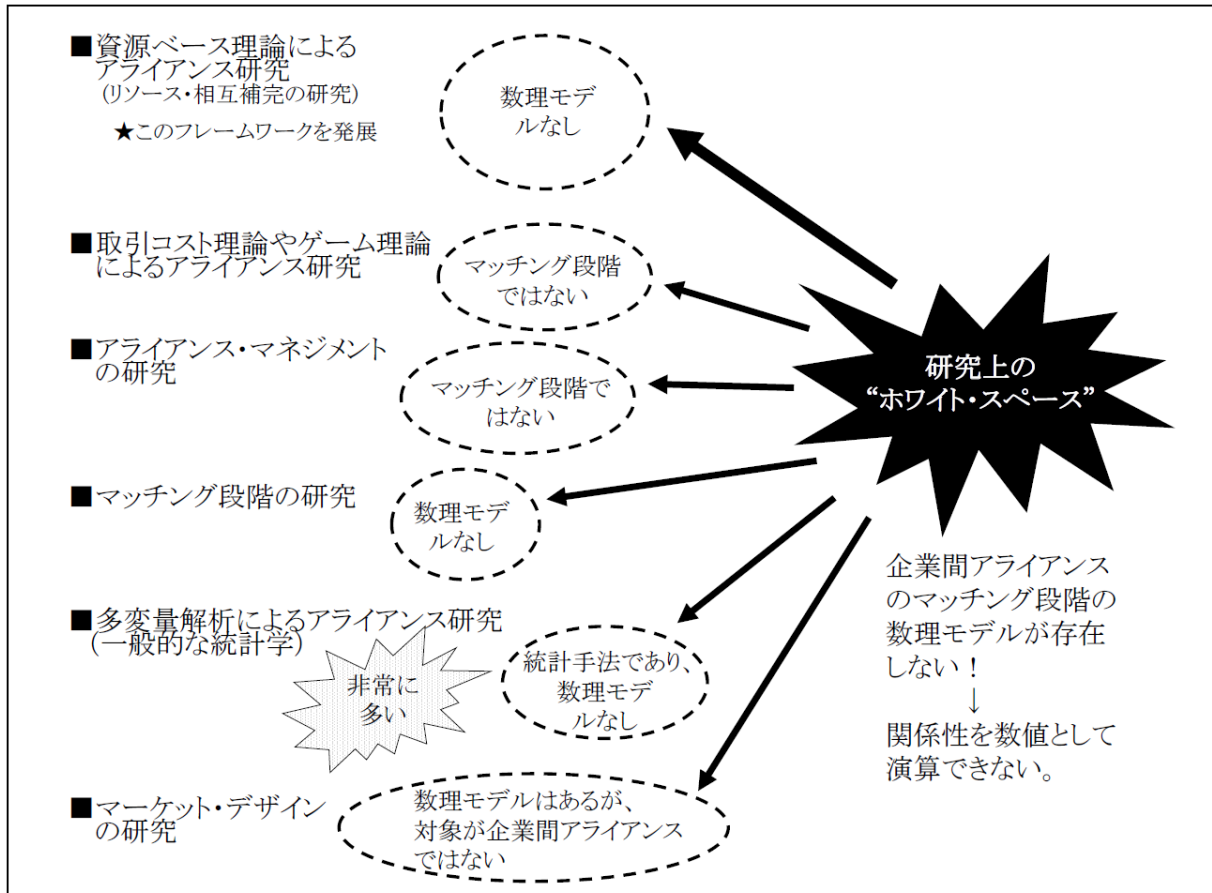 ■資源ベース理論による
アライアンス研究
(リソース・相互補完の研究)
★このフレームワークを発展
数理モデ
ルなし
■取引コスト理論やゲーム理論
によるアライアンス研究
マッチング段階
ではない
■アライアンス・マネジメント
の研究
マッチング段階で
はない
■マッチング段階の研究
数理モデ
ルなし
■多変量解析によるアライアンス研究
(一般的な統計学)
非常に
多い
統計手法であり、
数理モデ
ルなし
■マーケット・デザイン
の研究
数理モデルはあるが、
対象が企業間アライアンス
ではない
研究上の
“ホワイト・スペース”
企業間アライアンス
のマッチング段階の
数理モデルが存在
しない！
↓
関係性を数値として
演算できない。